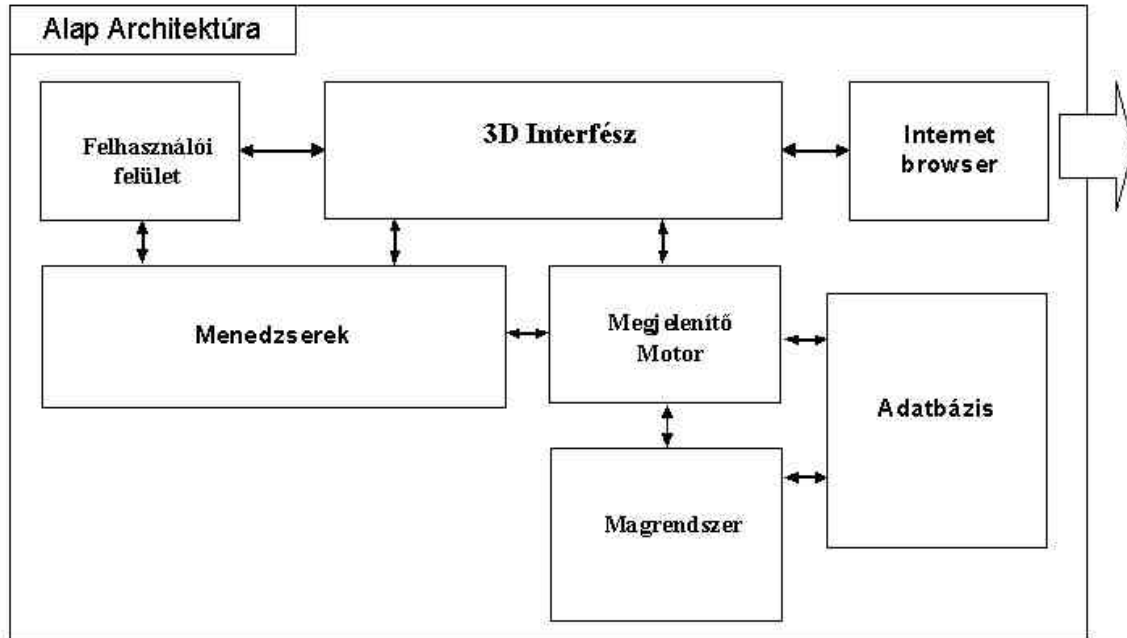 Alap Architektúra
Felhasználói
felület
3D Interfész
Internet
browser
Menedzserek
Megjelenítő
Motor
Adatbázis
Magrendszer